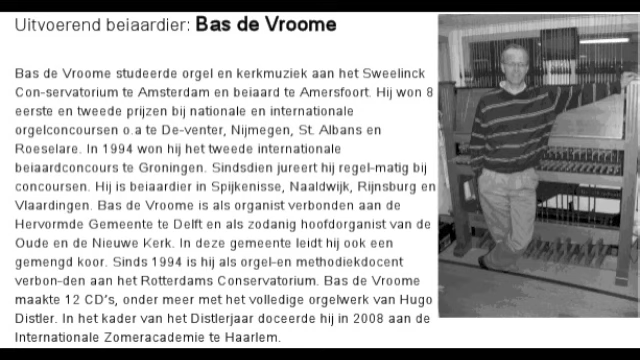 Uitvoerend beiaardier: Bas de Vroome
Bas de Vroome studeerde orgel en kerkmuziek aan het Sweelinck
Con-servatorium te Amsterdam en beiaard te Amersfoort. Hij won 8
eerste en tweede prijzen bij nationale en internationale
orgelconcoursen o.a te De-venter, Nijmegen, St. Albans en
Roeselare. In 1994 won hij het tweede internationale
beiaardconcours te Groningen. Sindsdien jureert hij regel-matig bij
concoursen. Hij is beiaardier in Spijkenisse, Naaldwijk, Rijnsburg en
Vlaardingen. Bas de Vroome is als organist verbonden aan de
Hervormde Gemeente te Delft en als zodanig hoofdorganist van de
Oude en de Nieuwe Kerk. In deze gemeente leidt hij ook een
gemengd koor. Sinds 1994 is hij als orgel-en methodiekdocent
verbon-den aan het Rotterdams Conservatorium. Bas de Vroome
maakte 12 CD's, onder meer met het volledige orgelwerk van Hugo
Distler. In het kader van het Distlerjaar doceerde hij in 2008 aan de
Internationale Zomeracademie te Haarlem.